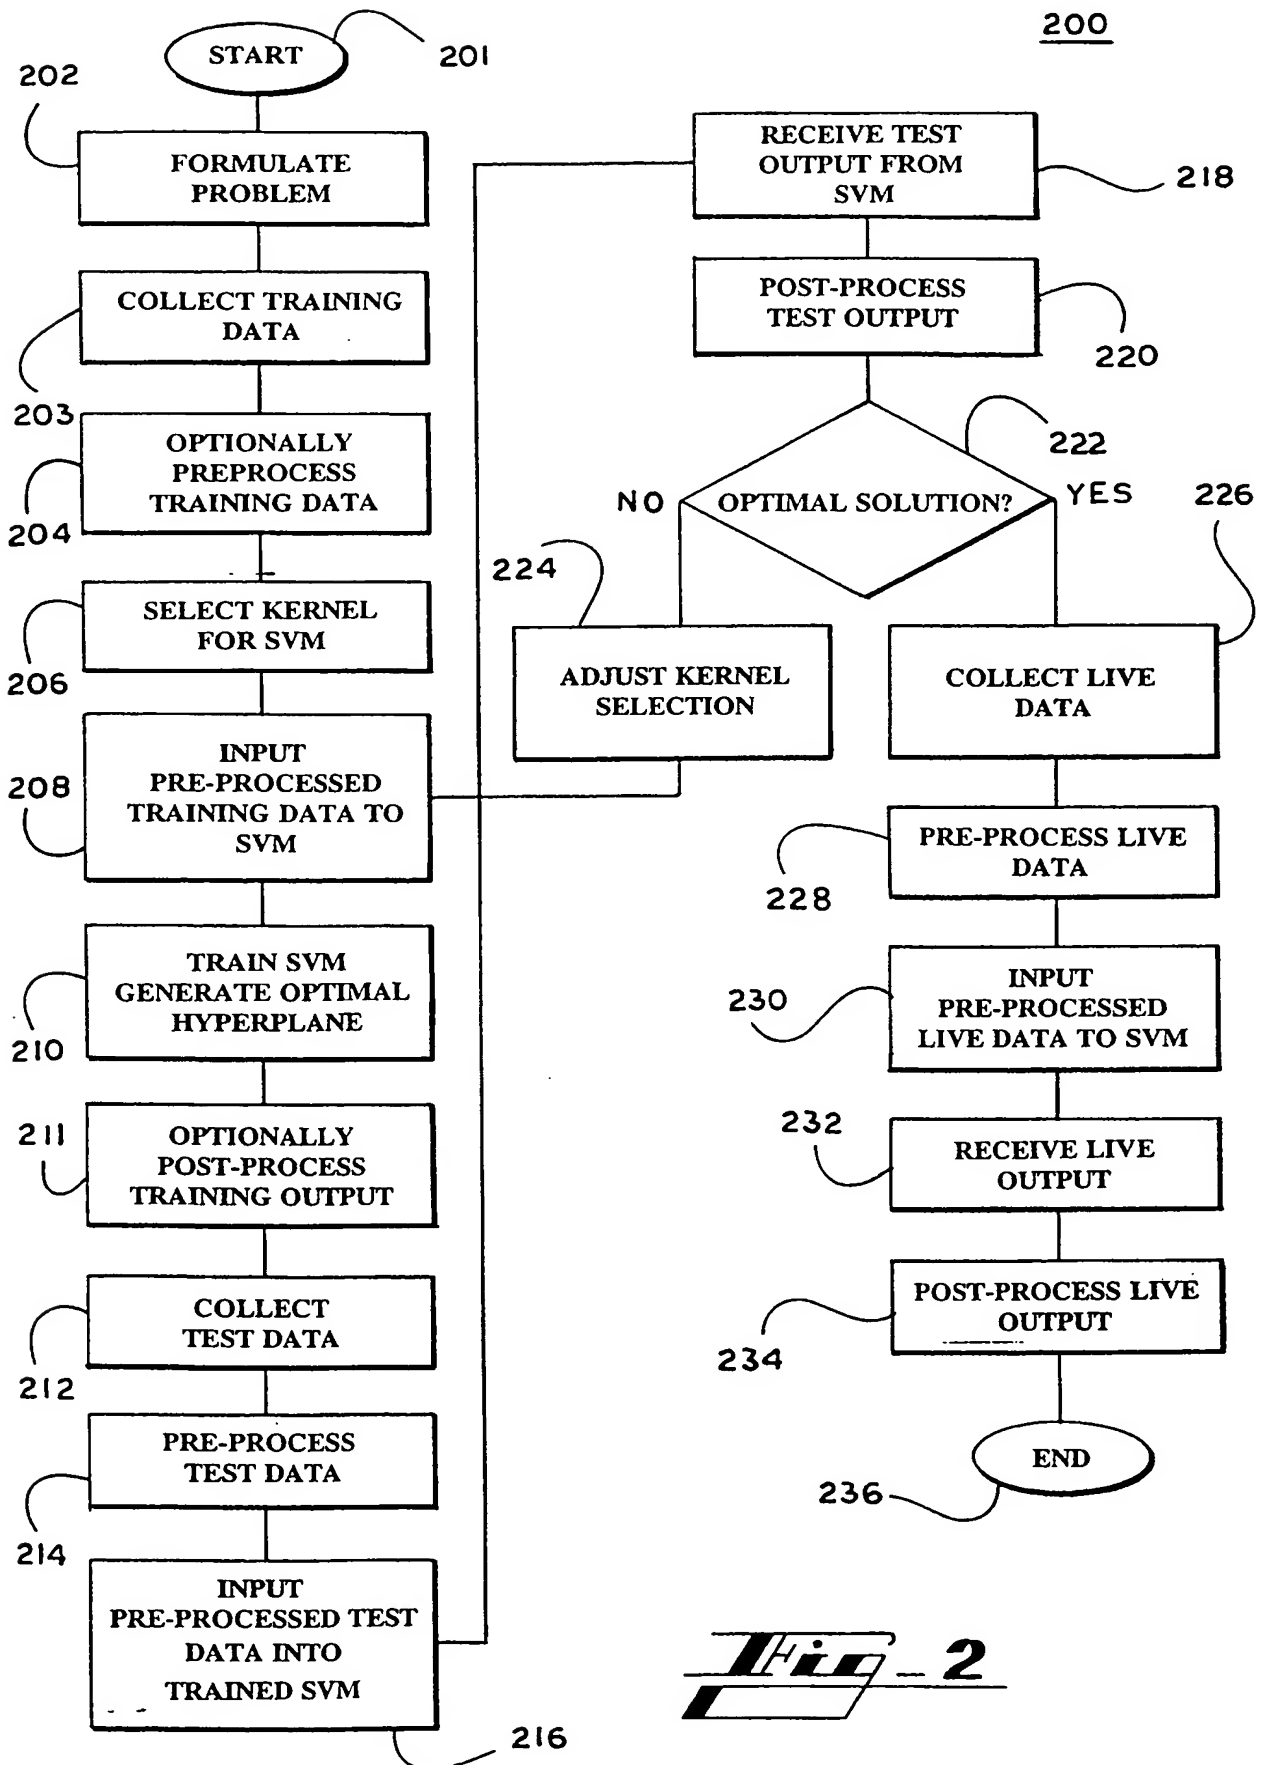 200
START
201
202
FORMULATE
PROBLEM
COLLECT TRAINING
DATA
203
OPTIONALLY
PREPROCESS
TRAINING DATA
204
SELECT KERNEL
FOR SVM
206
INPUT
PRE-PROCESSED
TRAINING DATA TO
SVM
208
TRAIN SVM
GENERATE OPTIMAL
HYPERPLANE
210
211
OPTIONALLY
POST-PROCESS
TRAINING OUTPUT
COLLECT
TEST DATA
212
PRE-PROCESS
TEST DATA
214
INPUT
PRE-PROCESSED TEST
DATA INTO
TRAINED SVM
216
RECEIVE TEST
OUTPUT FROM
SVM
218
POST-PROCESS
TEST OUTPUT
220
222
NO
OPTIMAL SOLUTION?
YES
224
ADJUST KERNEL
SELECTION
226
COLLECT LIVE
DATA
PRE-PROCESS LIVE
DATA
228
INPUT
PRE-PROCESSED
LIVE DATA TO SVM
230
232
RECEIVE LIVE
OUTPUT
POST-PROCESS LIVE
OUTPUT
234
END
236
Fig - 2